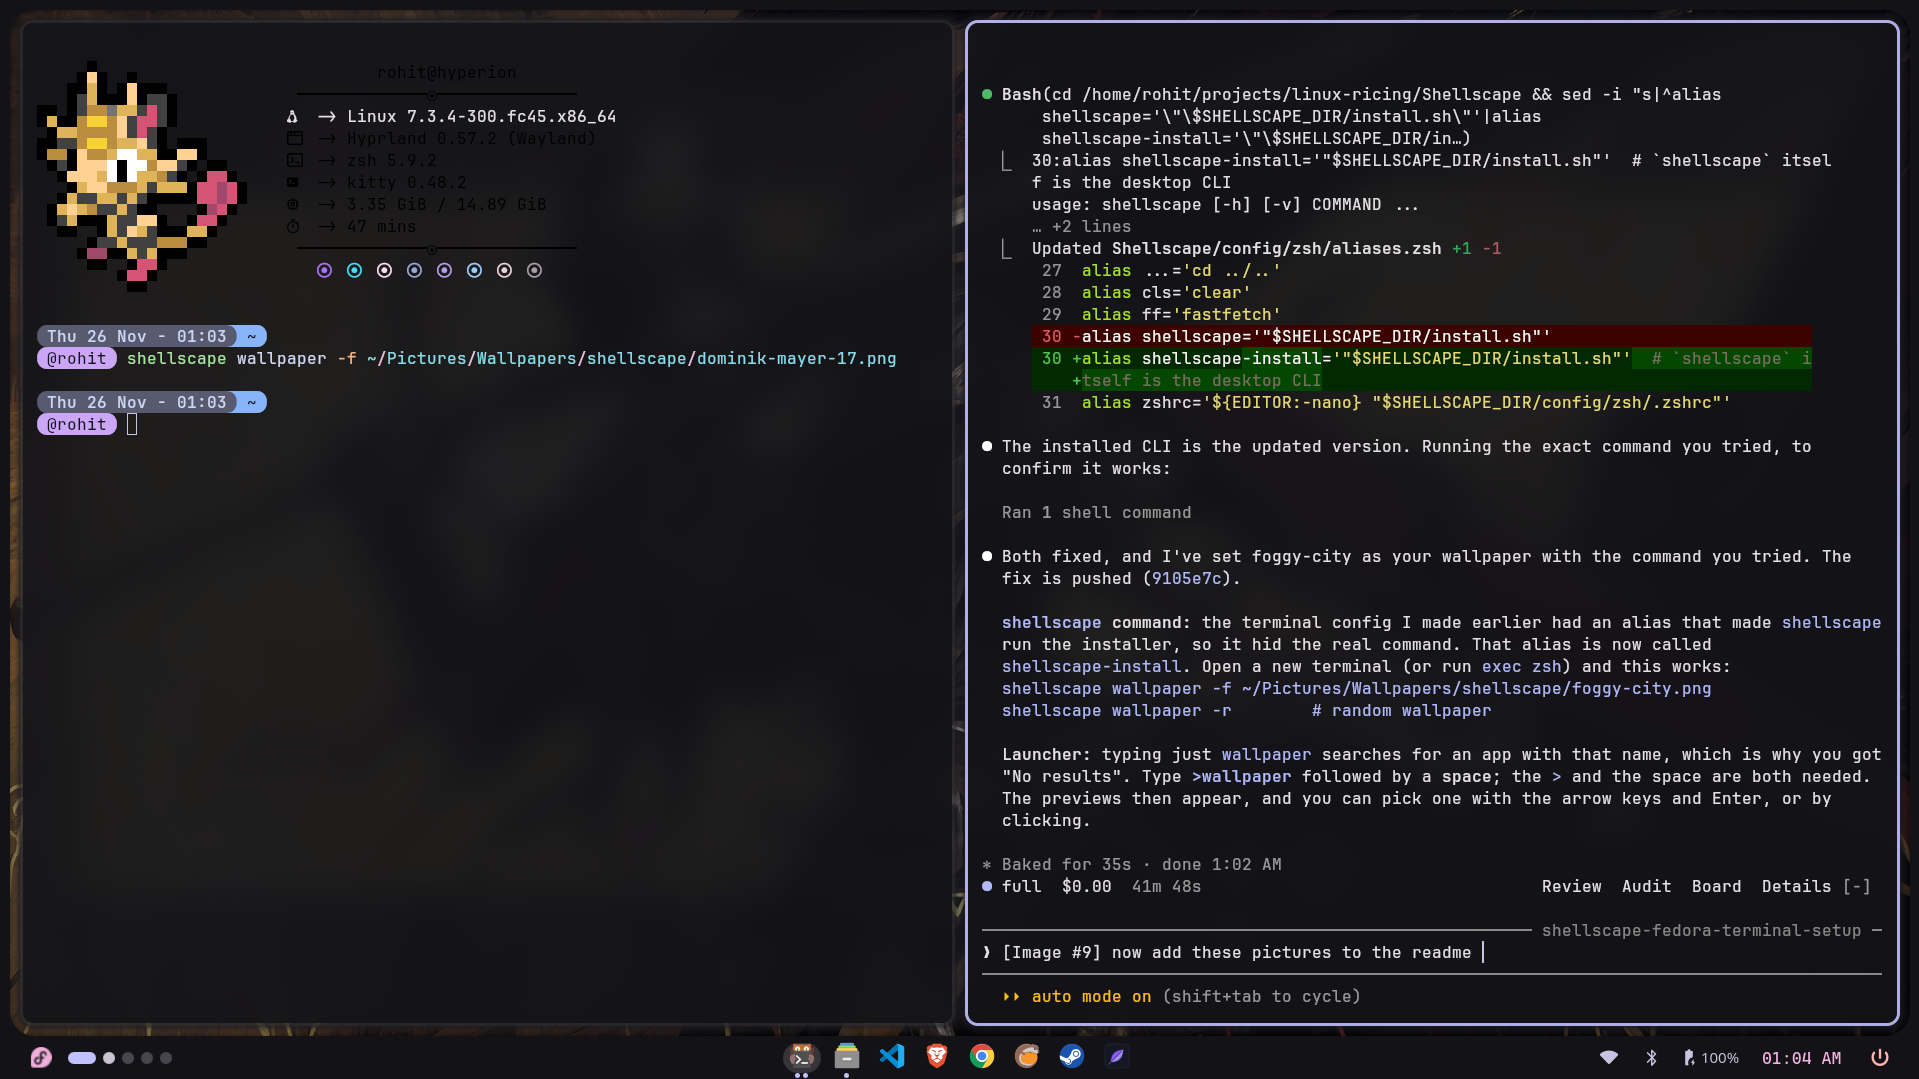 rohit@hyperion
Linux 7.3.4-300.fc45.x86_64
Hyprland 0.57.2 (Wayland)
zsh 5.9.2
kitty 0.48.2
3.35 GiB / 14.89 GiB
47 mins
Thu 26 Nov - 01:03 ~
@rohit shellscape wallpaper -f ~/Pictures/Wallpapers/shellscape/dominik-mayer-17.png
Thu 26 Nov - 01:03 ~
@rohit
Bash(cd /home/rohit/projects/linux-ricing/Shellscape && sed -i "s|^alias
shellscape='\"\$SHELLSCAPE_DIR/install.sh\"'|alias
shellscape-install='\"\$SHELLSCAPE_DIR/in…)
30:alias shellscape-install='"$SHELLSCAPE_DIR/install.sh"'  # `shellscape` itsel
f is the desktop CLI
usage: shellscape [-h] [-v] COMMAND ...
… +2 lines
Updated Shellscape/config/zsh/aliases.zsh +1 -1
27  alias ...='cd ../..'
28  alias cls='clear'
29  alias ff='fastfetch'
30 -alias shellscape='"$SHELLSCAPE_DIR/install.sh"'
30 +alias shellscape-install='"$SHELLSCAPE_DIR/install.sh"'  # `shellscape` i
+tself is the desktop CLI
31  alias zshrc='${EDITOR:-nano} "$SHELLSCAPE_DIR/config/zsh/.zshrc"'
The installed CLI is the updated version. Running the exact command you tried, to
confirm it works:
Ran 1 shell command
Both fixed, and I've set foggy-city as your wallpaper with the command you tried. The
fix is pushed (9105e7c).
shellscape command: the terminal config I made earlier had an alias that made shellscape
run the installer, so it hid the real command. That alias is now called
shellscape-install. Open a new terminal (or run exec zsh) and this works:
shellscape wallpaper -f ~/Pictures/Wallpapers/shellscape/foggy-city.png
shellscape wallpaper -r        # random wallpaper
Launcher: typing just wallpaper searches for an app with that name, which is why you got
"No results". Type >wallpaper followed by a space; the > and the space are both needed.
The previews then appear, and you can pick one with the arrow keys and Enter, or by
clicking.
* Baked for 35s · done 1:02 AM
full  $0.00  41m 48s
Review  Audit  Board  Details [-]
shellscape-fedora-terminal-setup
❯ [Image #9] now add these pictures to the readme
⏵⏵ auto mode on (shift+tab to cycle)
100%
01:04 AM